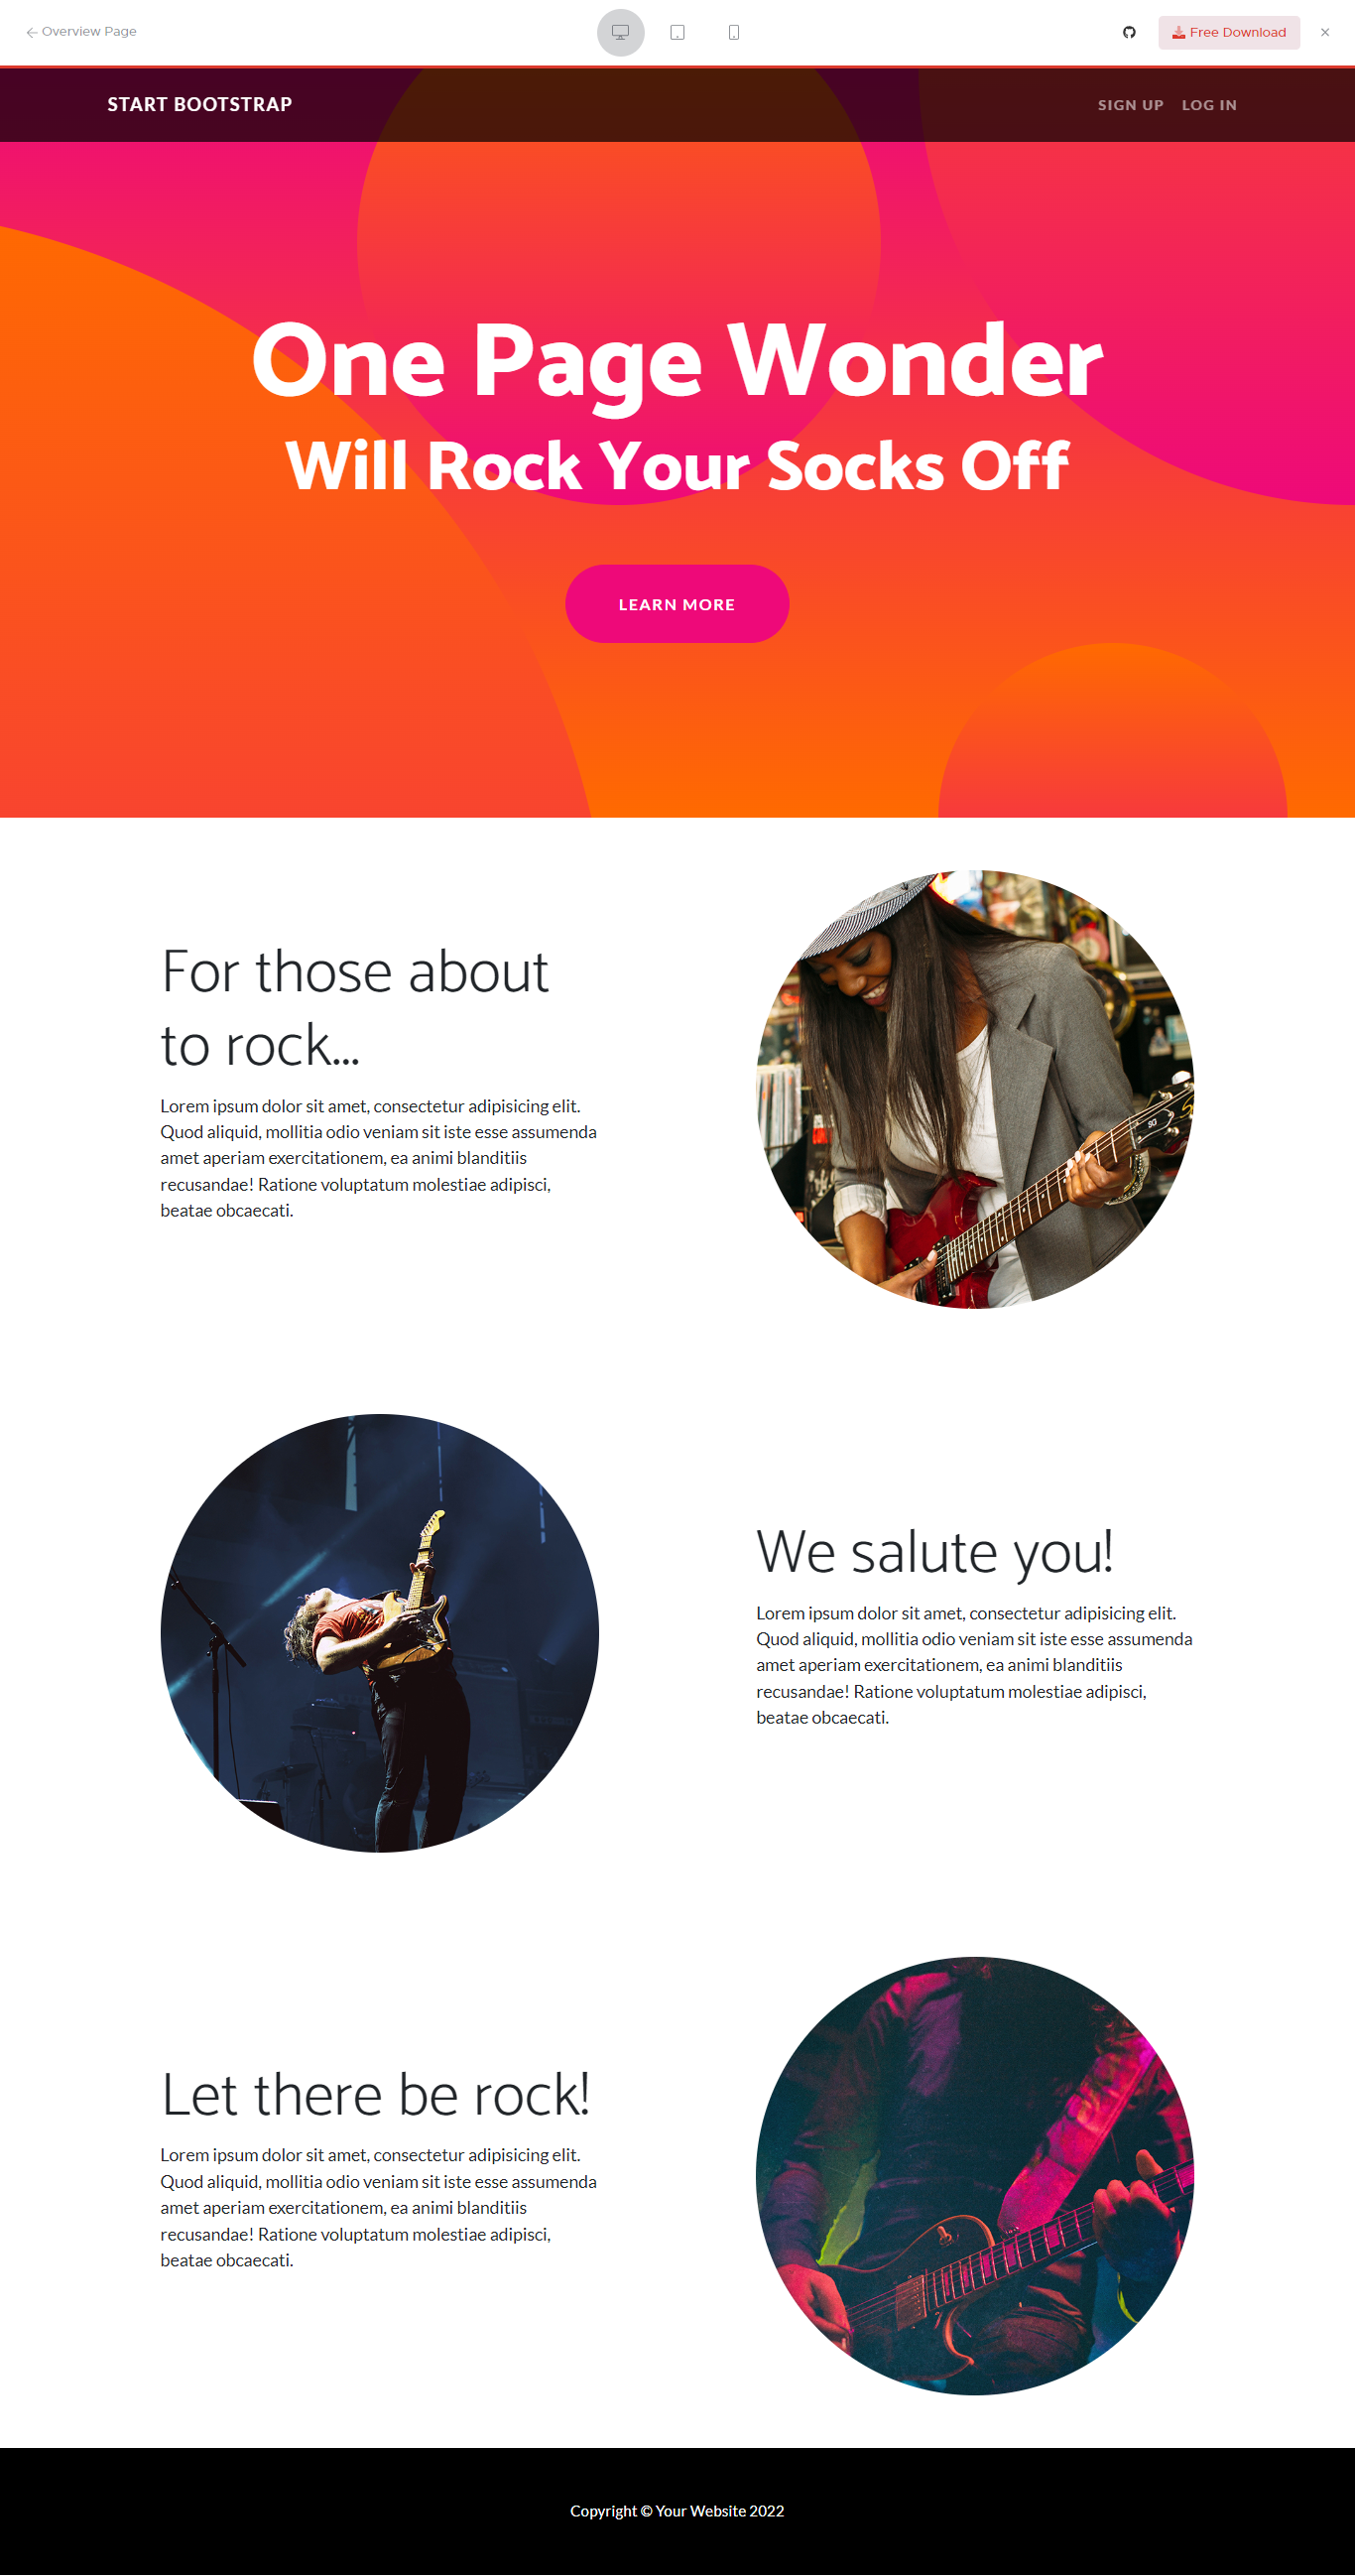 Overview Page
Free Download
START BOOTSTRAP
SIGN UP LOG IN
One Page Wonder
Will Rock Your Socks Off
LEARN MORE
For those about
to rock...
Lorem ipsum dolor sit amet, consectetur adipisicing elit.
Quod aliquid, mollitia odio veniam sit iste esse assumenda
amet aperiam exercitationem, ea animi blanditiis
recusandae! Ratione voluptatum molestiae adipisci,
beatae obcaecati.
We salute you!
Lorem ipsum dolor sit amet, consectetur adipisicing elit.
Quod aliquid, mollitia odio veniam sit iste esse assumenda
amet aperiam exercitationem, ea animi blanditiis
recusandae! Ratione voluptatum molestiae adipisci,
beatae obcaecati.
Let there be rock!
Lorem ipsum dolor sit amet, consectetur adipisicing elit.
Quod aliquid, mollitia odio veniam sit iste esse assumenda
amet aperiam exercitationem, ea animi blanditiis
recusandae! Ratione voluptatum molestiae adipisci,
beatae obcaecati.
Copyright © Your Website 2022